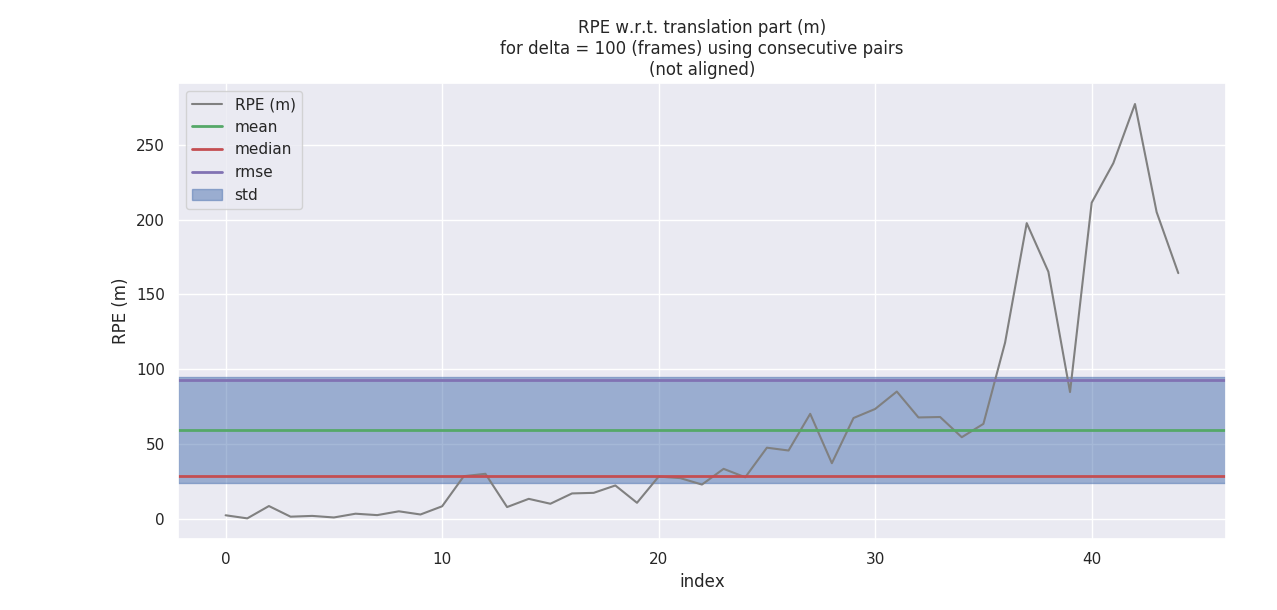 RPE w.r.t. translation part (m)
for delta = 100 (frames) using consecutive pairs
(not aligned)
RPE (m)
mean
median
rmse
std
RPE (m)
250
200
150
100
50
0
0
10
20
30
40
index